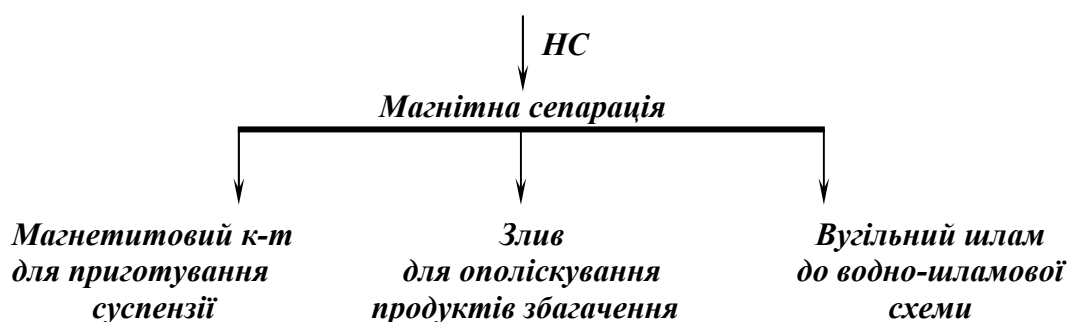 НС
Магнітна сепарація
Магнетитовий к-т
для приготування
суспензії
Злив
для ополіскування
продуктів збагачення
Вугільний шлам
до водно-шламової
схеми